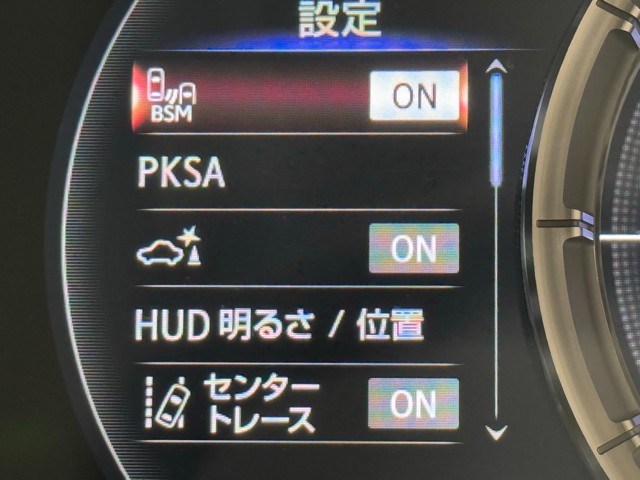 設定
BSM ON
PKSA
ON
HUD 明るさ / 位置
センター
トレース
ON